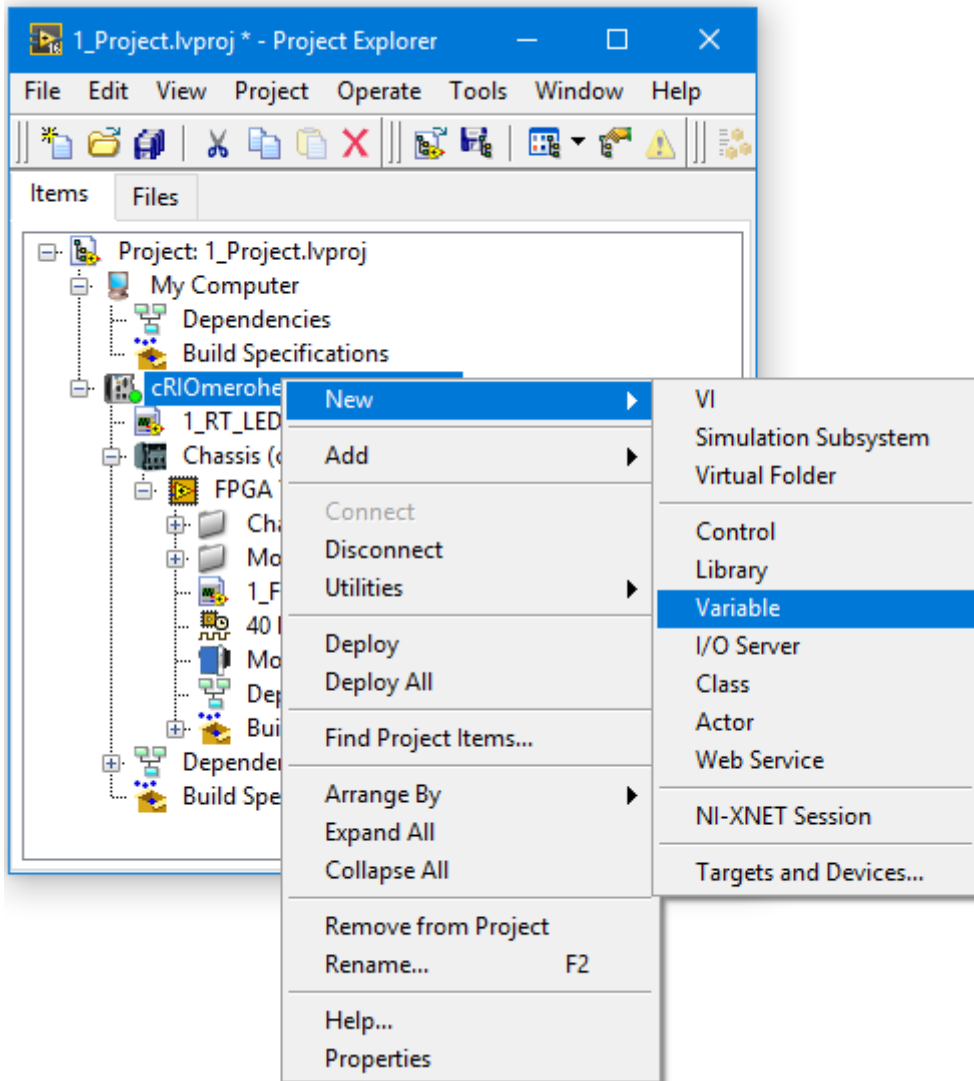 1_Project.lvproj * - Project Explorer
File Edit View Project Operate Tools Window Help
Items Files
Project: 1_Project.lvproj
My Computer
Dependencies
Build Specifications
cRIOmerohe
1_RT_LED
Chassis (
FPGA
Cha
Mo
1_F
40
Mo
Dep
Bui
Depender
Build Spe
New
Add
Connect
Disconnect
Utilities
Deploy
Deploy All
Find Project Items...
Arrange By
Expand All
Collapse All
Remove from Project
Rename... F2
Help...
Properties
VI
Simulation Subsystem
Virtual Folder
Control
Library
Variable
I/O Server
Class
Actor
Web Service
NI-XNET Session
Targets and Devices...